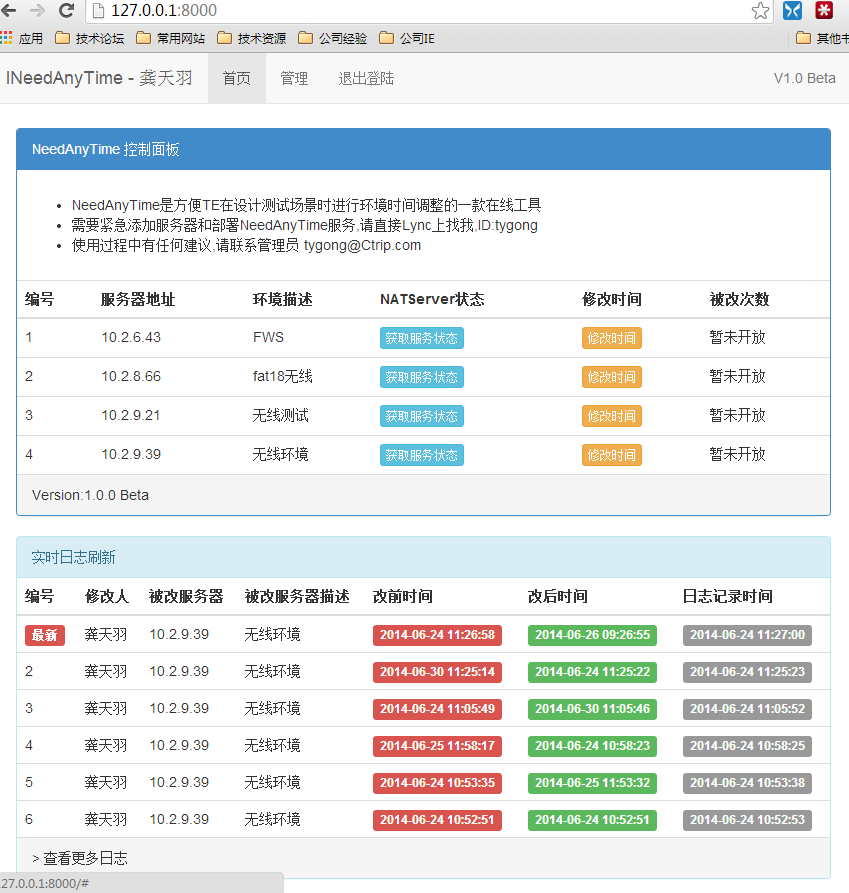 127.0.0.1:8000
应用 技术论坛 常用网站 技术资源 公司经验 公司IE 其他书
INeedAnyTime - 龚天羽 首页 管理 退出登陆 V1.0 Beta
NeedAnyTime 控制面板
NeedAnyTime是方便TE在设计测试场景时进行环境时间调整的一款在线工具
需要紧急添加服务器和部署NeedAnyTime服务,请直接Lync上找我,ID:tygong
使用过程中有任何建议,请联系管理员 tygong@Ctrip.com
编号 服务器地址 环境描述 NATServer状态 修改时间 被改次数
1 10.2.6.43 FWS 获取服务状态 修改时间 暂未开放
2 10.2.8.66 fat18无线 获取服务状态 修改时间 暂未开放
3 10.2.9.21 无线测试 获取服务状态 修改时间 暂未开放
4 10.2.9.39 无线环境 获取服务状态 修改时间 暂未开放
Version:1.0.0 Beta
实时日志刷新
编号 修改人 被改服务器 被改服务器描述 改前时间 改后时间 日志记录时间
最新 龚天羽 10.2.9.39 无线环境 2014-06-24 11:26:58 2014-06-26 09:26:55 2014-06-24 11:27:00
2 龚天羽 10.2.9.39 无线环境 2014-06-30 11:25:14 2014-06-24 11:25:22 2014-06-24 11:25:23
3 龚天羽 10.2.9.39 无线环境 2014-06-24 11:05:49 2014-06-30 11:05:46 2014-06-24 11:05:52
4 龚天羽 10.2.9.39 无线环境 2014-06-25 11:58:17 2014-06-24 10:58:23 2014-06-24 10:58:25
5 龚天羽 10.2.9.39 无线环境 2014-06-24 10:53:35 2014-06-25 11:53:32 2014-06-24 10:53:38
6 龚天羽 10.2.9.39 无线环境 2014-06-24 10:52:51 2014-06-24 10:52:51 2014-06-24 10:52:53
> 查看更多日志
27.0.0.1:8000/#